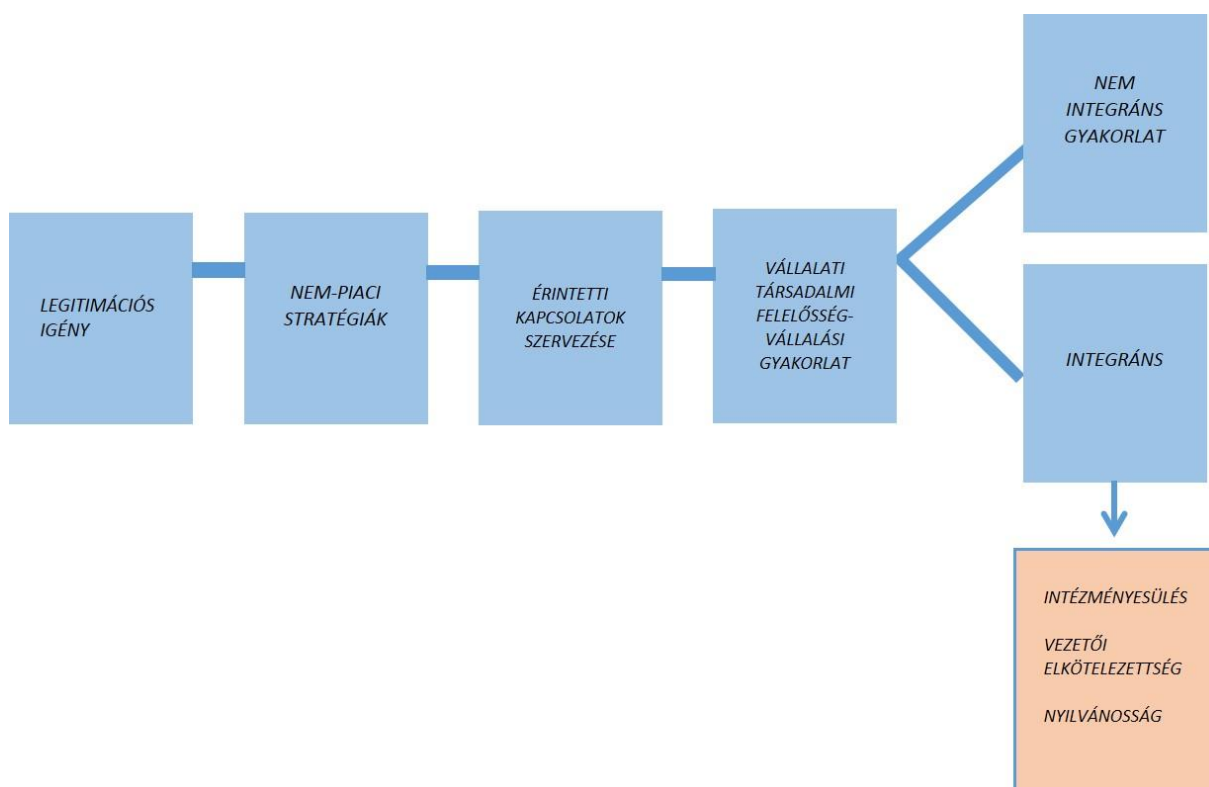 LEGITIMÁCIÓS
IGÉNY
NEM-PIACI
STRATÉGIÁK
ÉRINTETTI
KAPCSOLATOK
SZERVEZÉSE
VÁLLALATI
TÁRSADALMI
FELELŐSSÉG-
VÁLLALÁSI
GYAKORLAT
NEM
INTEGRÁNS
GYAKORLAT
INTEGRÁNS
INTÉZMÉNYESÜLÉS
VEZETŐI
ELKÖTELEZETTSÉG
NYILVÁNOSSÁG